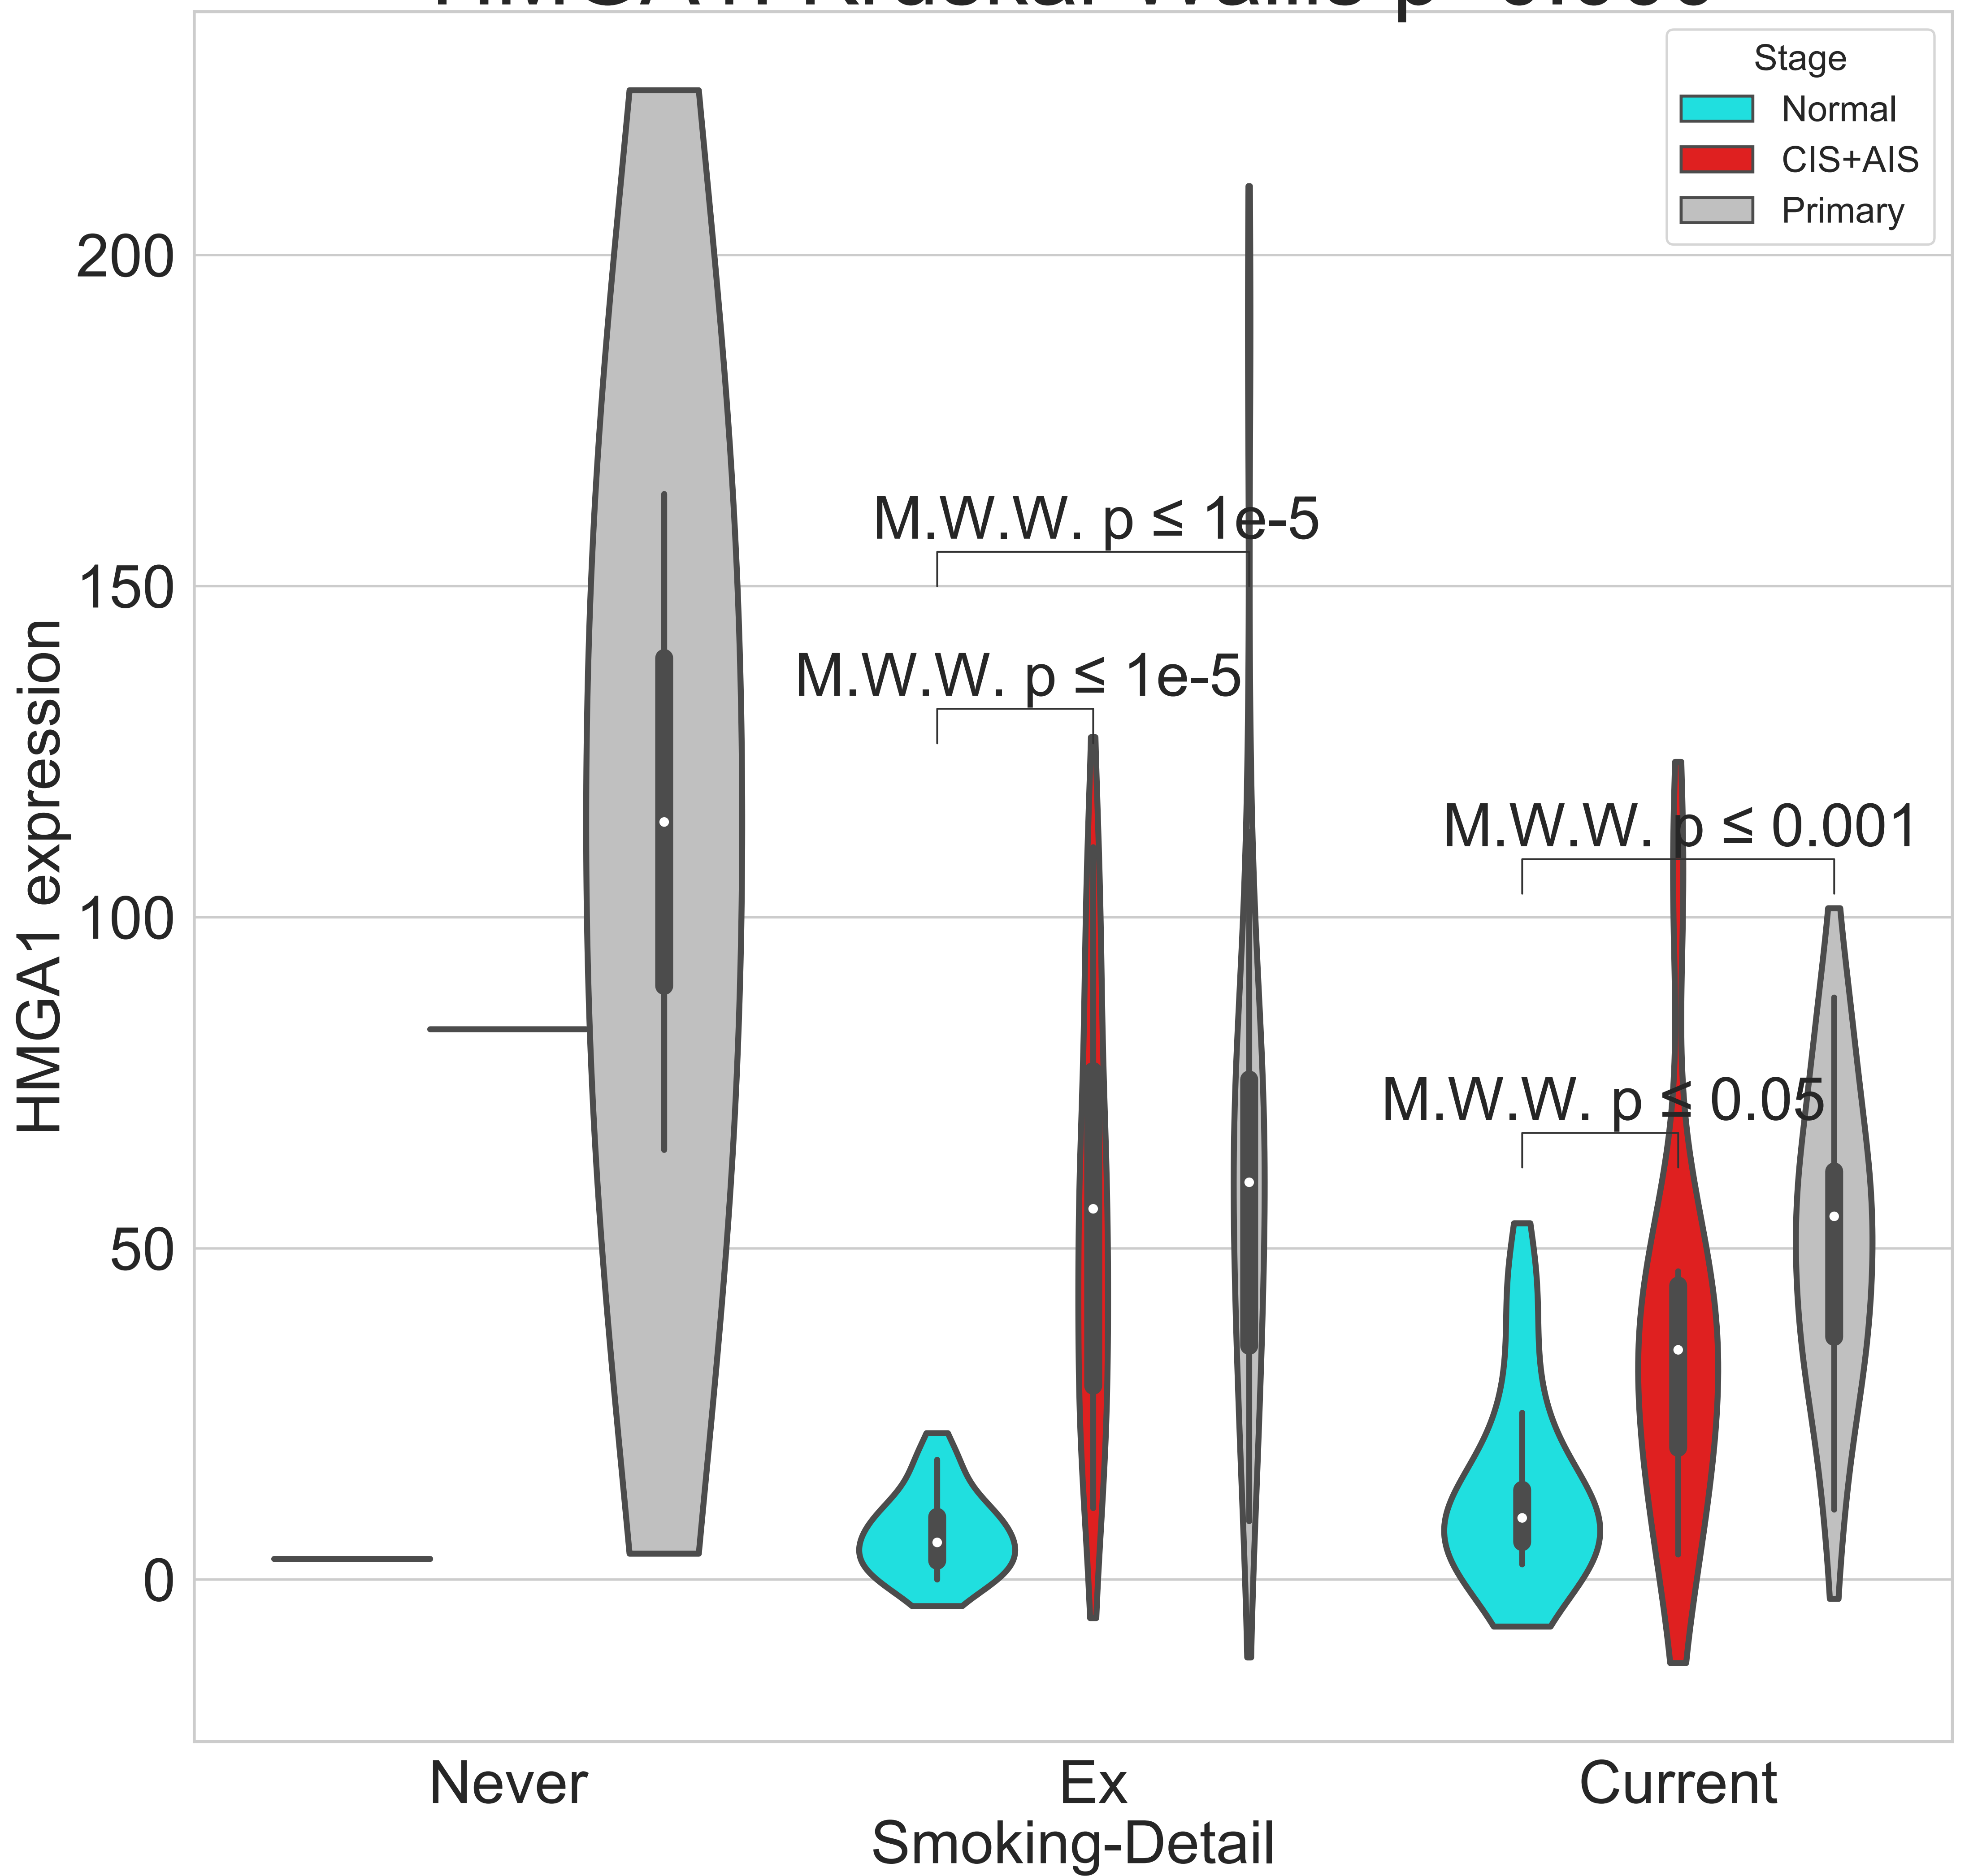 Stage
Normal
CIS+AIS
Primary
200
150
100
50
0
HMGA1 expression
M.W.W. p ≤ 1e-5
M.W.W. p ≤ 1e-5
M.W.W. p ≤ 0.001
M.W.W. p ≤ 0.05
Never
Ex
Current
Smoking-Detail